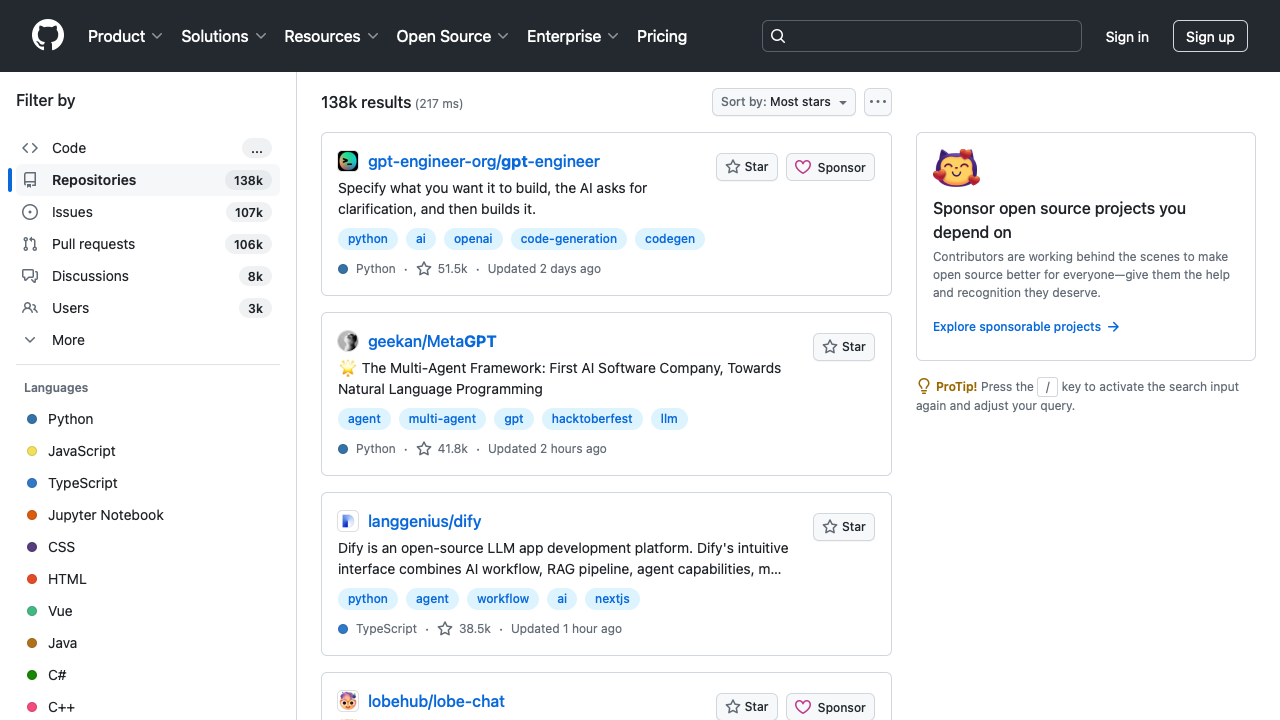 Product
Solutions
Resources
Open Source
Enterprise
Pricing
Sign in
Sign up
Filter by
Code ...
Repositories 138k
Issues 107k
Pull requests 106k
Discussions 8k
Users 3k
More
Languages
Python
JavaScript
TypeScript
Jupyter Notebook
CSS
HTML
Vue
Java
C#
C++
138k results (217 ms)
Sort by: Most stars
gpt-engineer-org/gpt-engineer
Star
Sponsor
Specify what you want it to build, the AI asks for
clarification, and then builds it.
python ai openai code-generation codegen
Python · 51.5k · Updated 2 days ago
geekan/MetaGPT
Star
🌟 The Multi-Agent Framework: First AI Software Company, Towards
Natural Language Programming
agent multi-agent gpt hacktoberfest llm
Python · 41.8k · Updated 2 hours ago
langgenius/dify
Star
Dify is an open-source LLM app development platform. Dify's intuitive
interface combines AI workflow, RAG pipeline, agent capabilities, m...
python agent workflow ai nextjs
TypeScript · 38.5k · Updated 1 hour ago
lobehub/lobe-chat
Star
Sponsor
Sponsor open source projects you
depend on
Contributors are working behind the scenes to make
open source better for everyone—give them the help
and recognition they deserve.
Explore sponsorable projects →
ProTip! Press the / key to activate the search input
again and adjust your query.